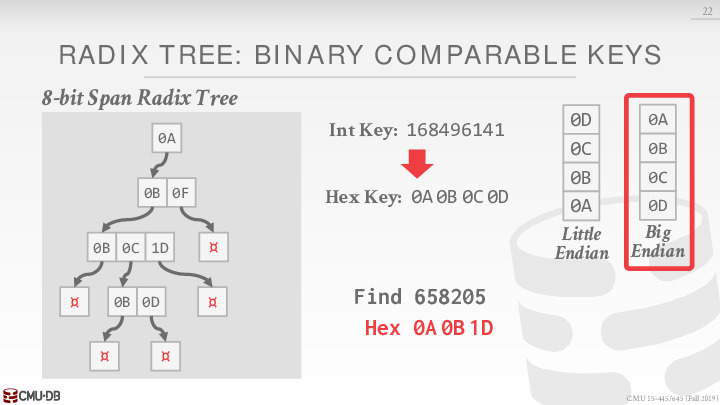 22
RADIX TREE: BINARY COMPARABLE KEYS
8-bit Span Radix Tree
0A
0B 0F
0B 0C 1D
¤
¤
0B 0D
¤
¤
¤
Int Key: 168496141
Hex Key: 0A 0B 0C 0D
Find 658205
Hex 0A 0B 1D
0D
0C
0B
0A
Little
Endian
0A
0B
0C
0D
Big
Endian
CMU·DB
CMU 15-445/645 (Fall 2019)